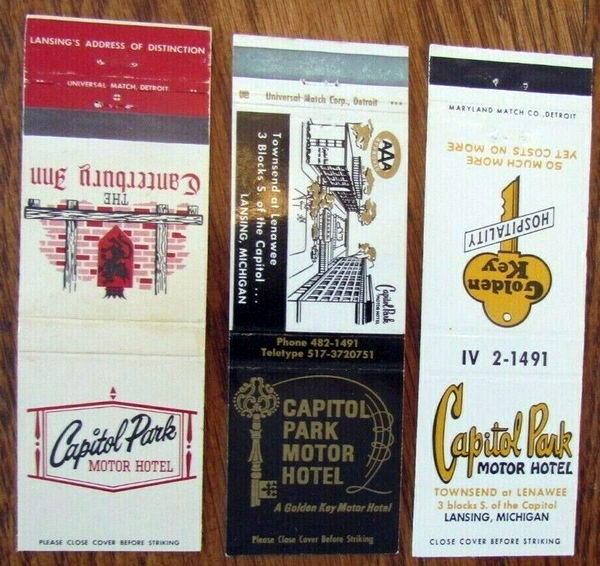 LANSING'S ADDRESS OF DISTINCTION
UNIVERSAL MATCH, DETROIT
THE
Canterbury Inn
Capitol Park
MOTOR HOTEL
PLEASE CLOSE COVER BEFORE STRIKING
Universal Match Corp., Detroit
AAA
Townsend at Lenawee
3 Blocks S. of the Capitol ...
LANSING, MICHIGAN
Capitol Park
MOTOR HOTEL
Phone 482-1491
Teletype 517-3720751
CAPITOL
PARK
MOTOR
HOTEL
A Golden Key Motor Hotel
Please Close Cover Before Striking
MARYLAND MATCH CO., DETROIT
SO MUCH MORE
YET COSTS NO MORE
HOSPITALITY
Golden
Key
IV 2-1491
Capitol Park
MOTOR HOTEL
TOWNSEND at LENAWEE
3 blocks S. of the Capitol
LANSING, MICHIGAN
CLOSE COVER BEFORE STRIKING